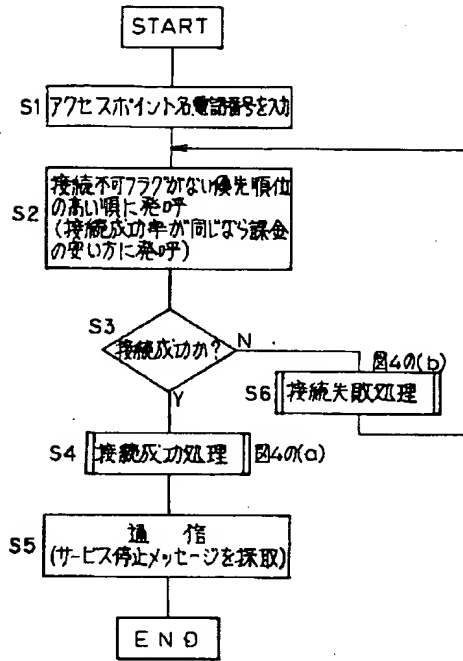 START
S1 アクセスポイント名,電話番号を入力
S2 接続不可フラグがない優先順位
の高い順に発呼
(接続成功率が同じなら課金
の安い方に発呼)
S3 接続成功か?
N
Y
図4の(b)
S6 接続失敗処理
S4 接続成功処理 図4の(a)
S5 通 信
(サービス停止メッセージを採取)
END